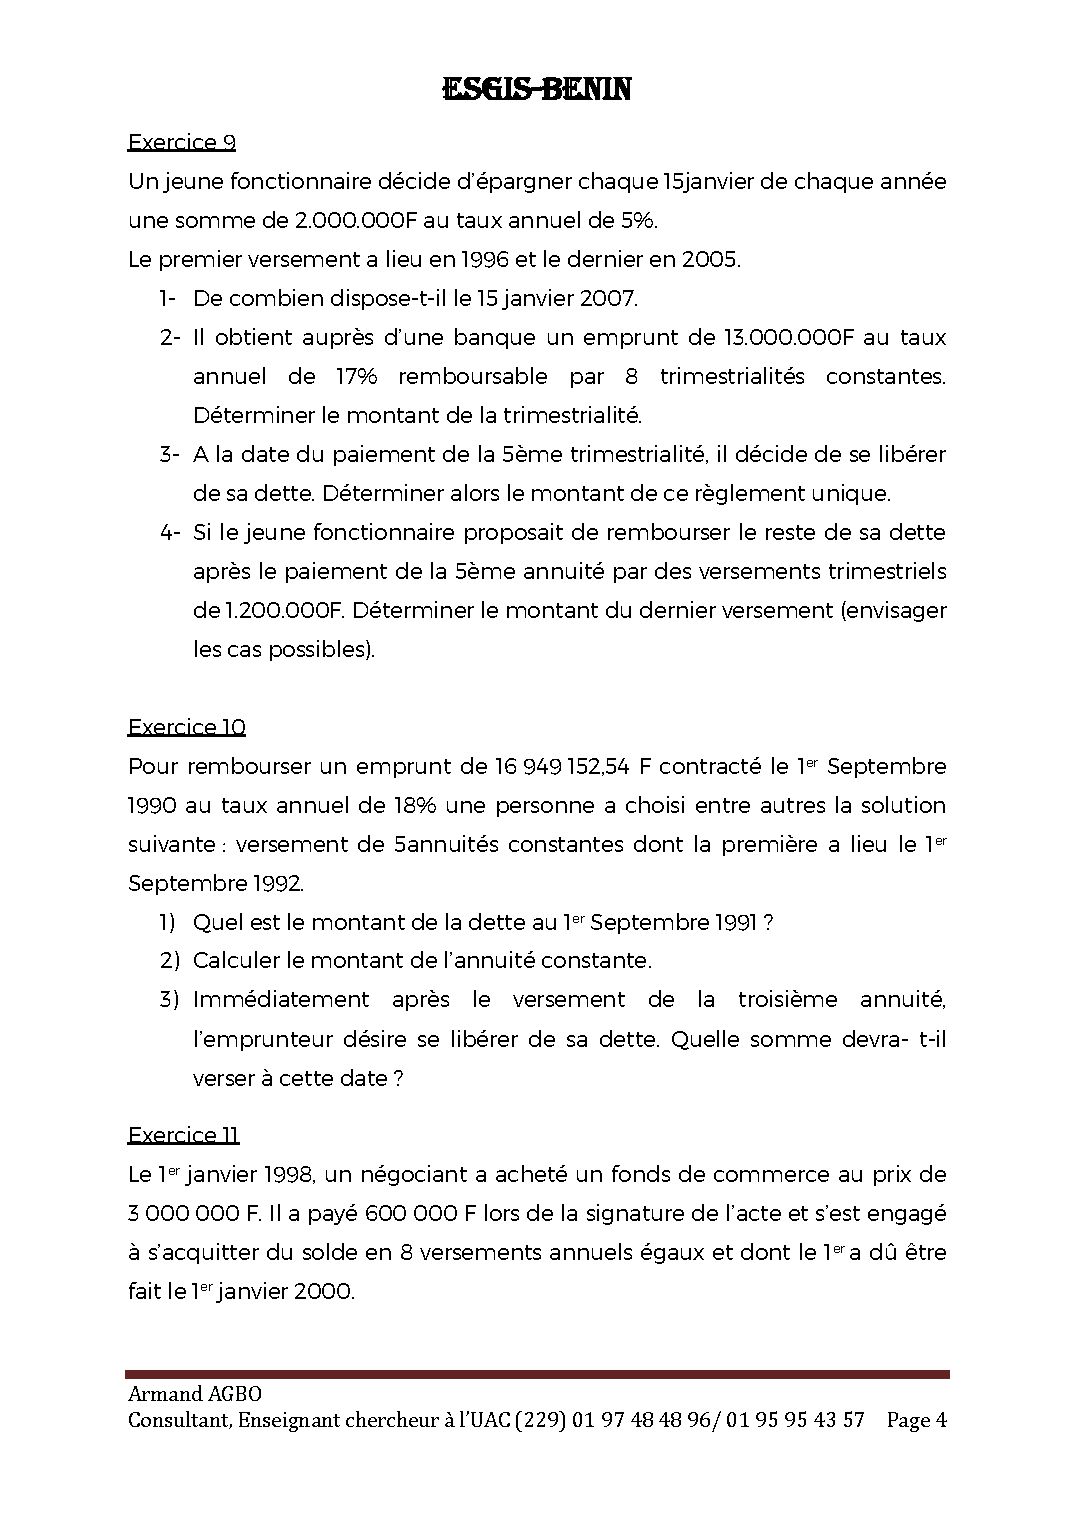 ESGIS-BENIN
Exercice 9
Un jeune fonctionnaire décide d’épargner chaque 15janvier de chaque année
une somme de 2.000.000F au taux annuel de 5%.
Le premier versement a lieu en 1996 et le dernier en 2005.
1- De combien dispose-t-il le 15 janvier 2007.
2- Il obtient auprès d’une banque un emprunt de 13.000.000F au taux
annuel de 17% remboursable par 8 trimestrialités constantes.
Déterminer le montant de la trimestrialité.
3- A la date du paiement de la 5ème trimestrialité, il décide de se libérer
de sa dette. Déterminer alors le montant de ce règlement unique.
4- Si le jeune fonctionnaire proposait de rembourser le reste de sa dette
après le paiement de la 5ème annuité par des versements trimestriels
de 1.200.000F. Déterminer le montant du dernier versement (envisager
les cas possibles).
Exercice 10
Pour rembourser un emprunt de 16 949 152,54 F contracté le 1er Septembre
1990 au taux annuel de 18% une personne a choisi entre autres la solution
suivante : versement de 5annuités constantes dont la première a lieu le 1er
Septembre 1992.
1) Quel est le montant de la dette au 1er Septembre 1991 ?
2) Calculer le montant de l’annuité constante.
3) Immédiatement après le versement de la troisième annuité,
l’emprunteur désire se libérer de sa dette. Quelle somme devra- t-il
verser à cette date ?
Exercice 11
Le 1er janvier 1998, un négociant a acheté un fonds de commerce au prix de
3 000 000 F. Il a payé 600 000 F lors de la signature de l’acte et s’est engagé
à s’acquitter du solde en 8 versements annuels égaux et dont le 1er a dû être
fait le 1er janvier 2000.
Armand AGBO
Consultant, Enseignant chercheur à l’UAC (229) 01 97 48 48 96/ 01 95 95 43 57 Page 4